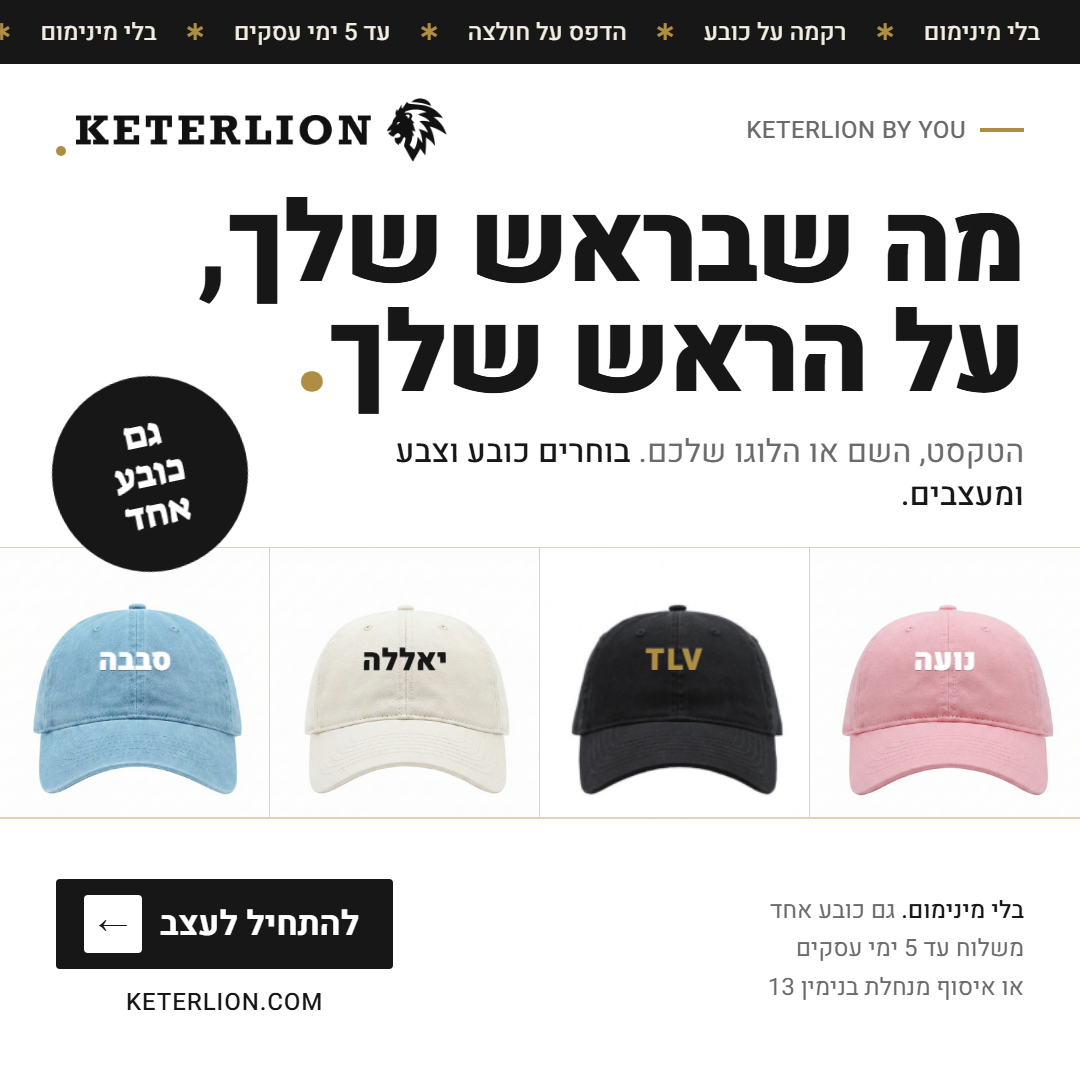 בלי מינימום * רקמה על כובע * הדפס על חולצה * עד 5 ימי עסקים * בלי מינימום *
KETERLION BY YOU
KETERLION
מה שבראש שלך,
על הראש שלך.
הטקסט, השם או הלוגו שלכם. בוחרים כובע וצבע
ומעצבים.
גם
כובע
אחד
נועה
TLV
יאללה
סבבה
בלי מינימום. גם כובע אחד
משלוח עד 5 ימי עסקים
או איסוף מנחלת בנימין 13
להתחיל לעצב ←
KETERLION.COM